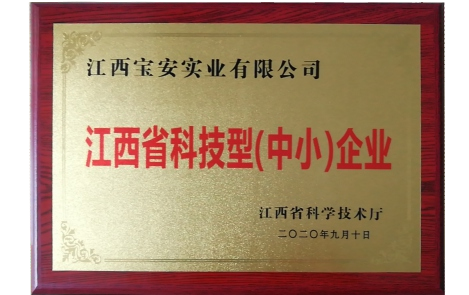 江西宝安实业有限公司
江西省科技型(中小)企业
江西省科学技术厅
二〇二〇年九月十日